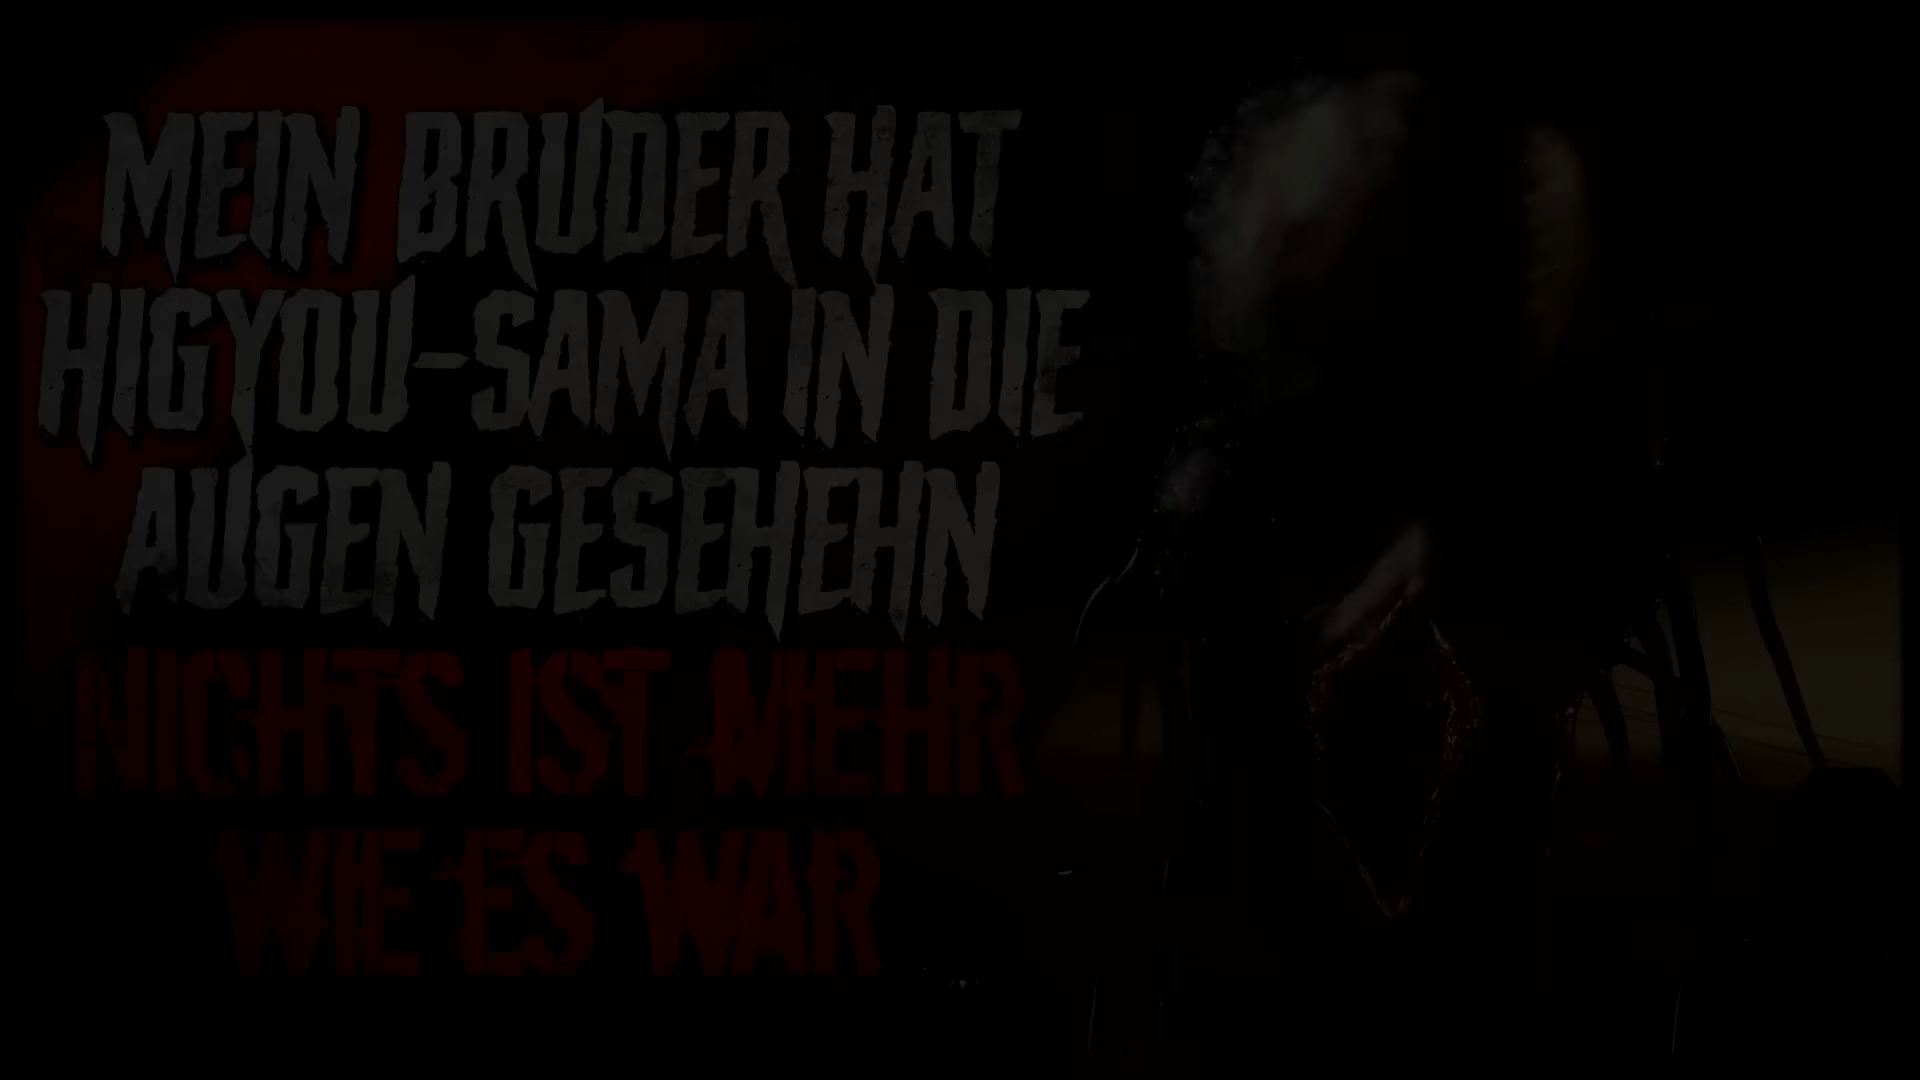 MEIN BRUDER HAT
HIGYOU-SAMA IN DIE
AUGEN GESEHEHN
NICHTS IST MEHR
WIE ES WAR